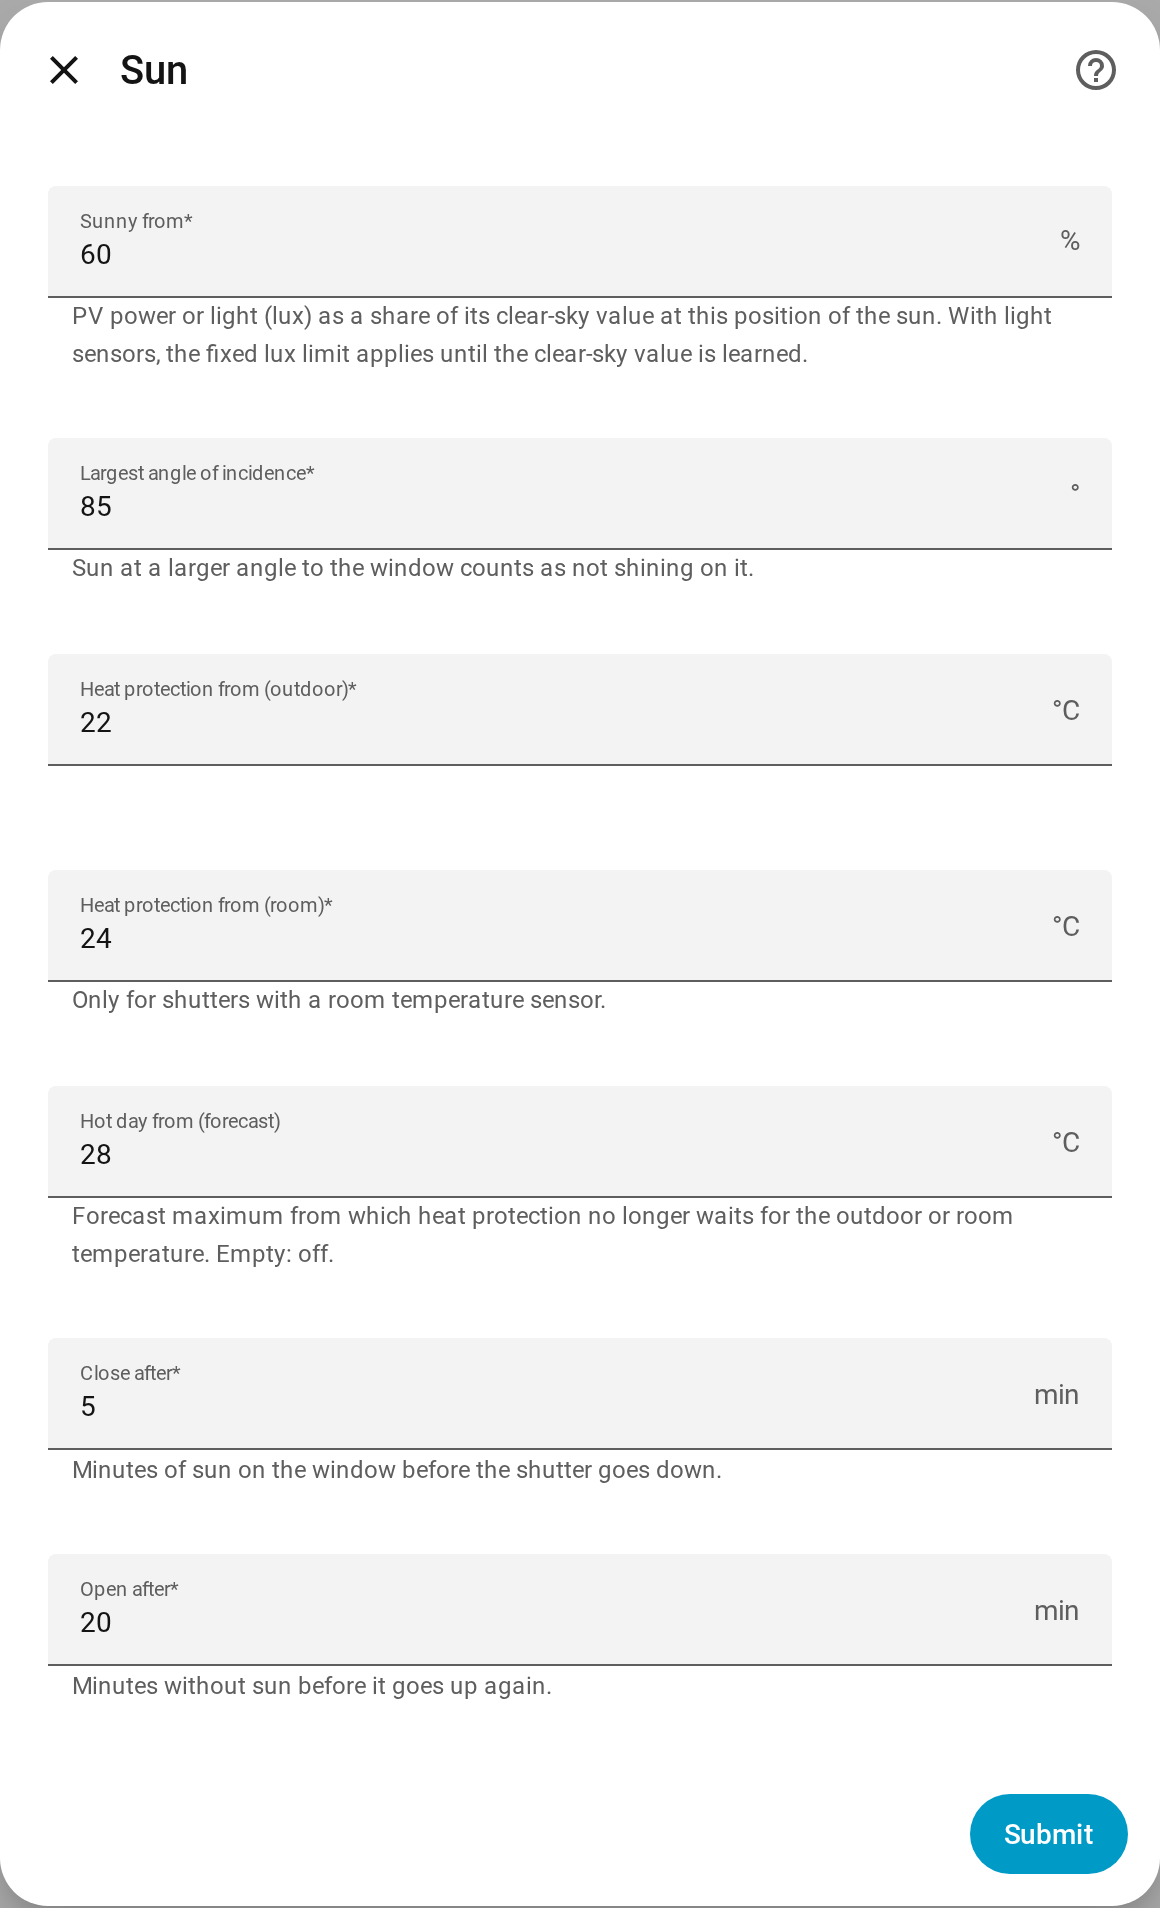 Sun
Sunny from*
60
%
PV power or light (lux) as a share of its clear-sky value at this position of the sun. With light
sensors, the fixed lux limit applies until the clear-sky value is learned.
Largest angle of incidence*
85
°
Sun at a larger angle to the window counts as not shining on it.
Heat protection from (outdoor)*
22
°C
Heat protection from (room)*
24
°C
Only for shutters with a room temperature sensor.
Hot day from (forecast)
28
°C
Forecast maximum from which heat protection no longer waits for the outdoor or room
temperature. Empty: off.
Close after*
5
min
Minutes of sun on the window before the shutter goes down.
Open after*
20
min
Minutes without sun before it goes up again.
Submit